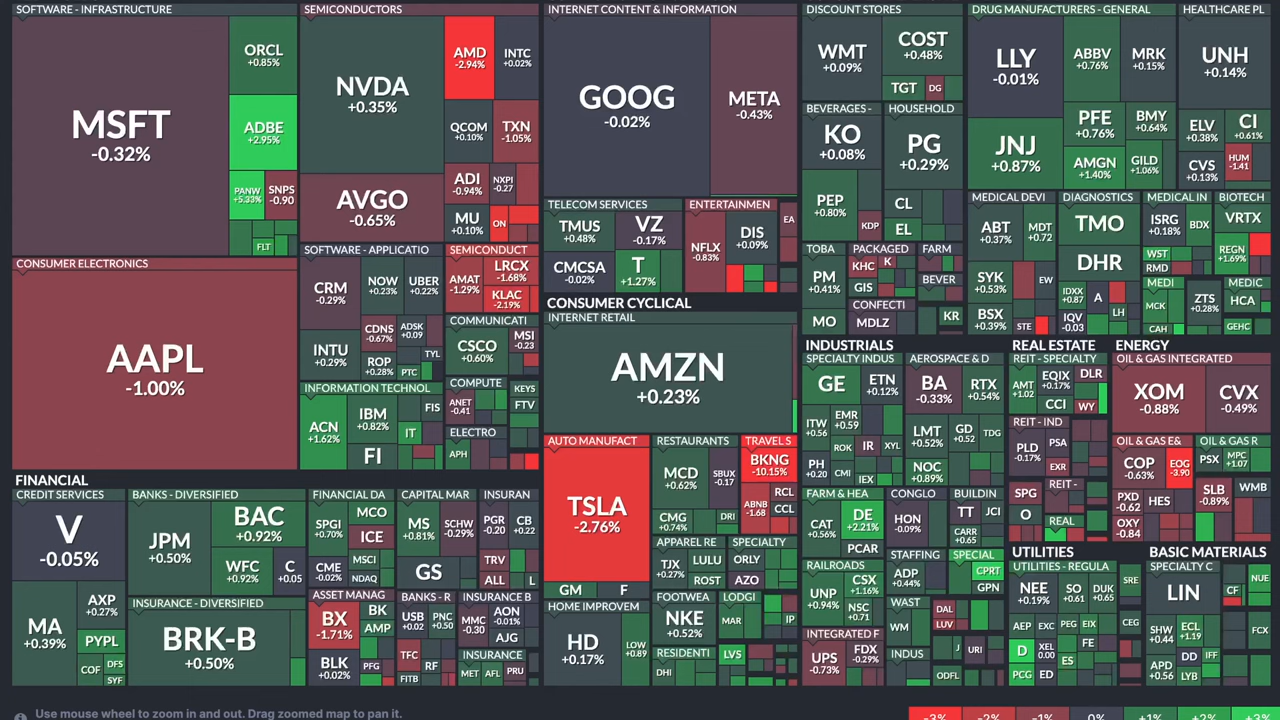 SOFTWARE - INFRASTRUCTURE
MSFT
-0.32%
ORCL
+0.85%
ADBE
+2.95%
PANW
+5.33%
SNPS
-0.90
FLT
CONSUMER ELECTRONICS
AAPL
-1.00%
SEMICONDUCTORS
NVDA
+0.35%
AVGO
-0.65%
AMD
-2.94%
INTC
+0.02%
QCOM
+0.10%
TXN
-1.05%
ADI
-0.94%
NXPI
-0.27
MU
+0.10%
ON
SOFTWARE - APPLICATIO
CRM
-0.29%
NOW
+0.23%
UBER
+0.22%
INTU
+0.29%
CDNS
-0.67%
ADSK
+0.09
ROP
+0.28%
TYL
PTC
SEMICONDUCT
AMAT
-1.29%
LRCX
-1.68%
KLAC
-2.19%
COMMUNICATI
CSCO
+0.60%
MSI
-0.23
INFORMATION TECHNOL
ACN
+1.62%
IBM
+0.82%
FIS
IT
FI
COMPUTE
ANET
-0.41
KEYS
FTV
ELECTRO
APH
INTERNET CONTENT & INFORMATION
GOOG
-0.02%
META
-0.43%
TELECOM SERVICES
TMUS
+0.48%
VZ
-0.17%
CMCSA
-0.02%
T
+1.27%
ENTERTAINMEN
NFLX
-0.83%
DIS
+0.09%
EA
CONSUMER CYCLICAL
INTERNET RETAIL
AMZN
+0.23%
AUTO MANUFACT
TSLA
-2.76%
GM
F
RESTAURANTS
MCD
+0.62%
SBUX
-0.17
CMG
+0.74%
DRI
TRAVEL S
BKNG
-10.15%
ABNB
-1.68
RCL
CCL
APPAREL RE
TJX
+0.27%
LULU
ROST
SPECIALTY
ORLY
AZO
HOME IMPROVEM
HD
+0.17%
LOW
+0.89
FOOTWEA
NKE
+0.52%
LODGI
MAR
IP
RESIDENTI
DHI
LVS
DISCOUNT STORES
WMT
+0.09%
COST
+0.48%
TGT
DG
BEVERAGES -
KO
+0.08%
PEP
+0.80%
KDP
HOUSEHOLD
PG
+0.29%
CL
EL
TOBA
PM
+0.41%
MO
PACKAGED
KHC
K
GIS
FARM
BEVER
CONFECTI
MDLZ
KR
DRUG MANUFACTURERS - GENERAL
LLY
-0.01%
ABBV
+0.76%
MRK
+0.15%
JNJ
+0.87%
PFE
+0.76%
BMY
+0.64%
AMGN
+1.40%
GILD
+1.06%
HEALTHCARE PL
UNH
+0.14%
ELV
+0.38%
CI
+0.61%
CVS
+0.13%
HUM
-1.41
MEDICAL DEVI
ABT
+0.37%
MDT
+0.72
SYK
+0.53%
EW
BSX
+0.39%
STE
DIAGNOSTICS
TMO
DHR
IDXX
+0.87
A
IQV
-0.03
LH
MEDICAL IN
ISRG
+0.18%
BDX
WST
RMD
BIOTECH
VRTX
REGN
+1.69%
MEDI
MCK
CAH
ZTS
+0.28%
MEDIC
HCA
GEHC
FINANCIAL
CREDIT SERVICES
V
-0.05%
MA
+0.39%
AXP
+0.27%
PYPL
COF
DFS
SYF
BANKS - DIVERSIFIED
JPM
+0.50%
BAC
+0.92%
WFC
+0.92%
C
+0.05
INSURANCE - DIVERSIFIED
BRK-B
+0.50%
FINANCIAL DA
SPGI
+0.70%
MCO
ICE
CME
-0.02%
MSCI
NDAQ
CAPITAL MAR
MS
+0.81%
SCHW
-0.29%
GS
INSURAN
PGR
-0.20
CB
+0.22
TRV
ALL
L
ASSET MANAG
BX
-1.71%
BK
AMP
BLK
+0.02%
PFG
BANKS - R
USB
+0.02
PNC
+0.50
TFC
RF
FITB
INSURANCE B
MMC
-0.30
AON
-0.01%
AJG
INSURANCE
MET
AFL
PRU
INDUSTRIALS
SPECIALTY INDUS
GE
ETN
+0.12%
ITW
+0.56
EMR
+0.59
ROK
IR
XYL
PH
+0.20
CMI
IEX
AEROSPACE & D
BA
-0.33%
RTX
+0.54%
LMT
+0.52%
GD
+0.52
TDG
NOC
+0.89%
FARM & HEA
CAT
+0.56%
DE
+2.21%
PCAR
CONGLO
HON
-0.09%
BUILDIN
TT
JCI
CARR
+0.65
RAILROADS
UNP
+0.94%
CSX
+1.16%
NSC
+0.71
STAFFING
ADP
+0.44%
SPECIAL
CPRT
GPN
WAST
WM
DAL
LUV
INTEGRATED F
UPS
-0.73%
FDX
-0.29%
INDUS
J
URI
ODFL
REAL ESTATE
REIT - SPECIALTY
AMT
+1.02
EQIX
+0.17%
DLR
CCI
WY
REIT - IND
PLD
-0.17%
PSA
EXR
SPG
O
REIT -
REAL
ENERGY
OIL & GAS INTEGRATED
XOM
-0.88%
CVX
-0.49%
OIL & GAS E&
COP
-0.63%
EOG
-3.90
PXD
-0.62
HES
OXY
-0.84
OIL & GAS R
PSX
MPC
+1.07
SLB
-0.89%
WMB
UTILITIES
UTILITIES - REGULA
NEE
+0.19%
SO
+0.61
DUK
+0.65
SRE
AEP
EXC
PEG
EIX
CEG
D
XEL
0.00
FE
ES
PCG
ED
BASIC MATERIALS
SPECIALTY C
LIN
NUE
CF
SHW
+0.44
ECL
+1.19
FCX
DD
IFF
APD
+0.56
LYB
Use mouse wheel to zoom in and out. Drag zoomed map to pan it.
-3%
-2%
-1%
0%
+1%
+2%
+3%